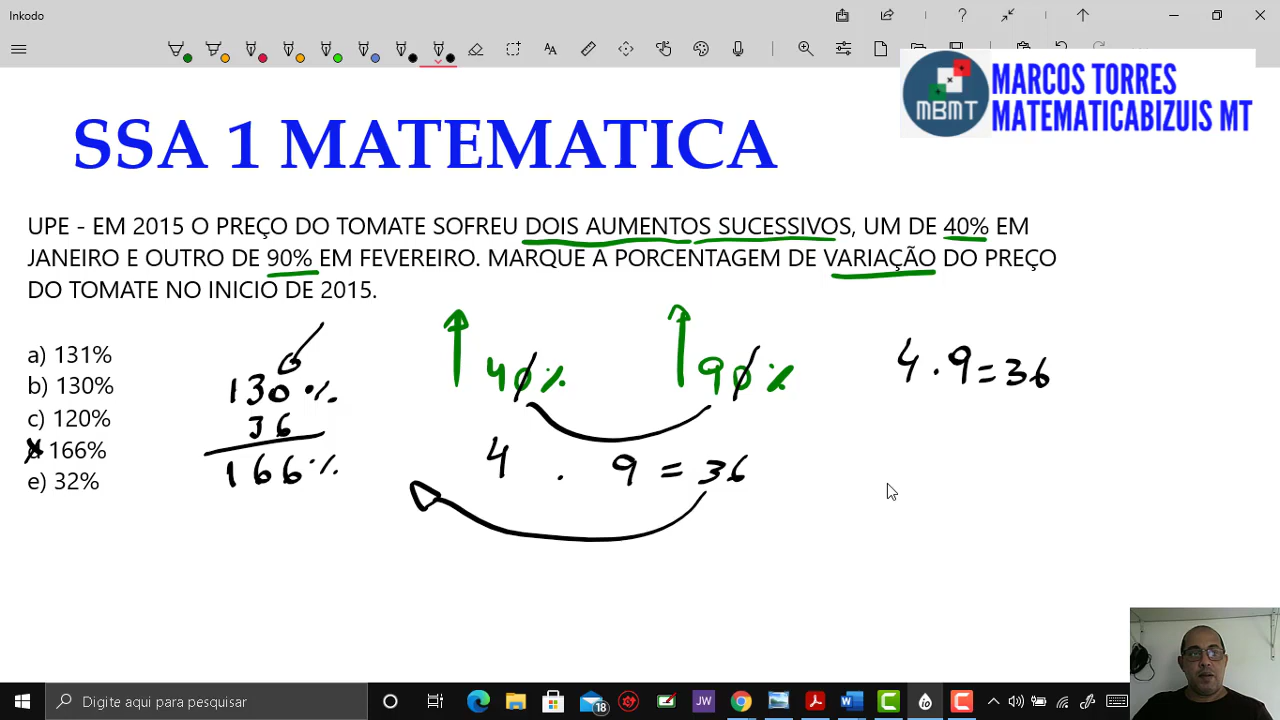 Inkodo
MARCOS TORRES
MATEMATICABIZUIS MT
MBMT
SSA 1 MATEMATICA
UPE - EM 2015 O PREÇO DO TOMATE SOFREU DOIS AUMENTOS SUCESSIVOS, UM DE 40% EM
JANEIRO E OUTRO DE 90% EM FEVEREIRO. MARQUE A PORCENTAGEM DE VARIAÇÃO DO PREÇO
DO TOMATE NO INICIO DE 2015.
a) 131%
b) 130%
c) 120%
d 166%
e) 32%
130%
36
166%
40% 90%
4 . 9 = 36
4 . 9 = 36
Digite aqui para pesquisar
18
JW